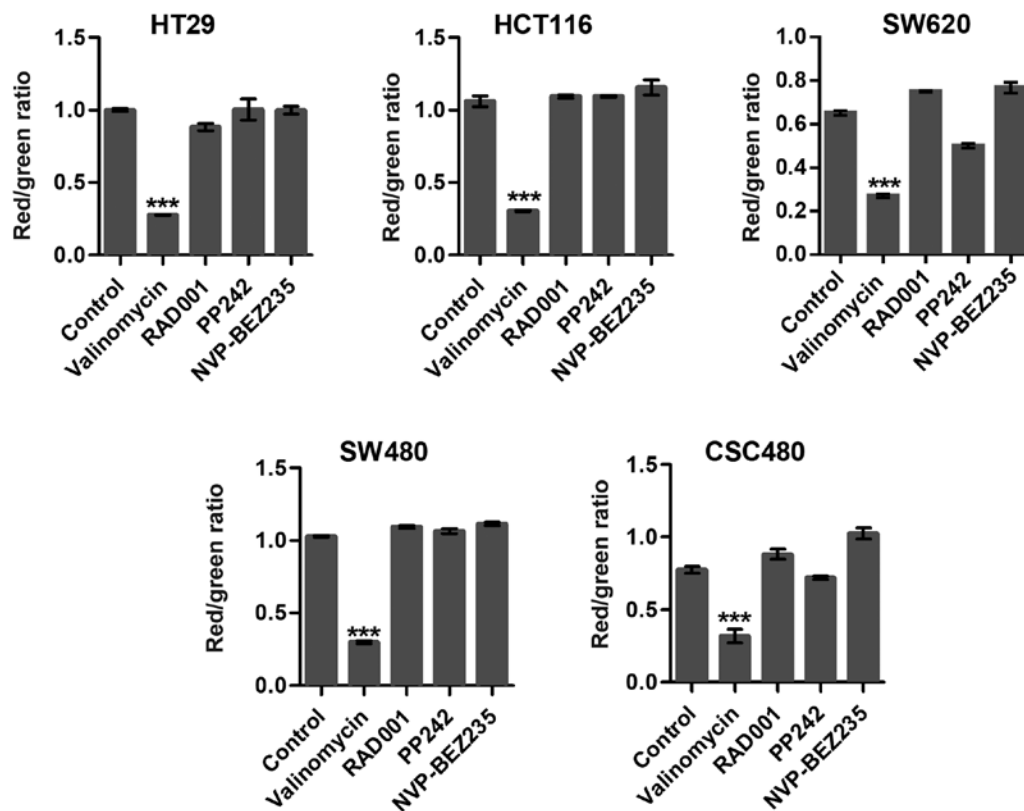 HT29
Red/green ratio
1.5
1.0
0.5
0.0
***
Control
Valinomycin
RAD001
PP242
NVP-BEZ235
HCT116
Red/green ratio
1.5
1.0
0.5
0.0
***
Control
Valinomycin
RAD001
PP242
NVP-BEZ235
SW620
Red/green ratio
1.0
0.8
0.6
0.4
0.2
0.0
***
Control
Valinomycin
RAD001
PP242
NVP-BEZ235
SW480
Red/green ratio
1.5
1.0
0.5
0.0
***
Control
Valinomycin
RAD001
PP242
NVP-BEZ235
CSC480
Red/green ratio
1.5
1.0
0.5
0.0
***
Control
Valinomycin
RAD001
PP242
NVP-BEZ235